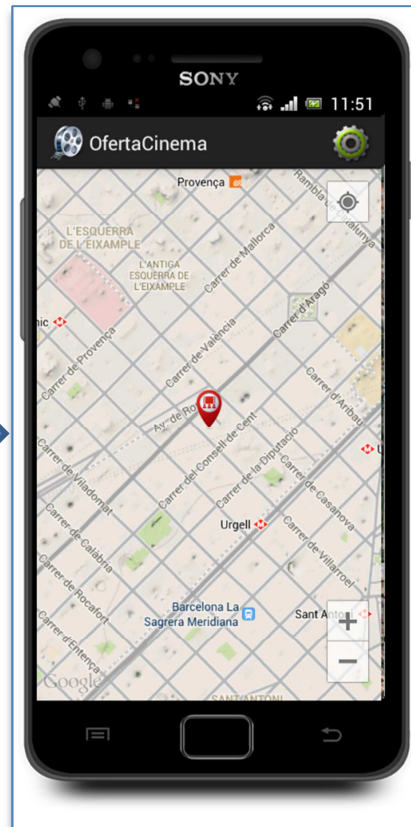 SONY
11:51
OfertaCinema
Provença
Rambla de Catalunya
L'ESQUERRA
DE L'EIXAMPLE
L'ANTIGA
ESQUERRA DE
L'EIXAMPLE
Carrer de Mallorca
Carrer d'Aragó
nic
Carrer de Provença
Carrer de València
Carrer d'Aribau
Av. de Ro
Carrer del Consell de Cent
Carrer de la Diputació
U
Carrer de Viladomat
Carrer de Casanova
Urgell
Carrer de Calàbria
Carrer de Villarroel
Carrer de Rocafort
Barcelona La
Sagrera Meridiana
Sant Anto
+
Carrer d'Entença
−
Google
SANT ANTONI